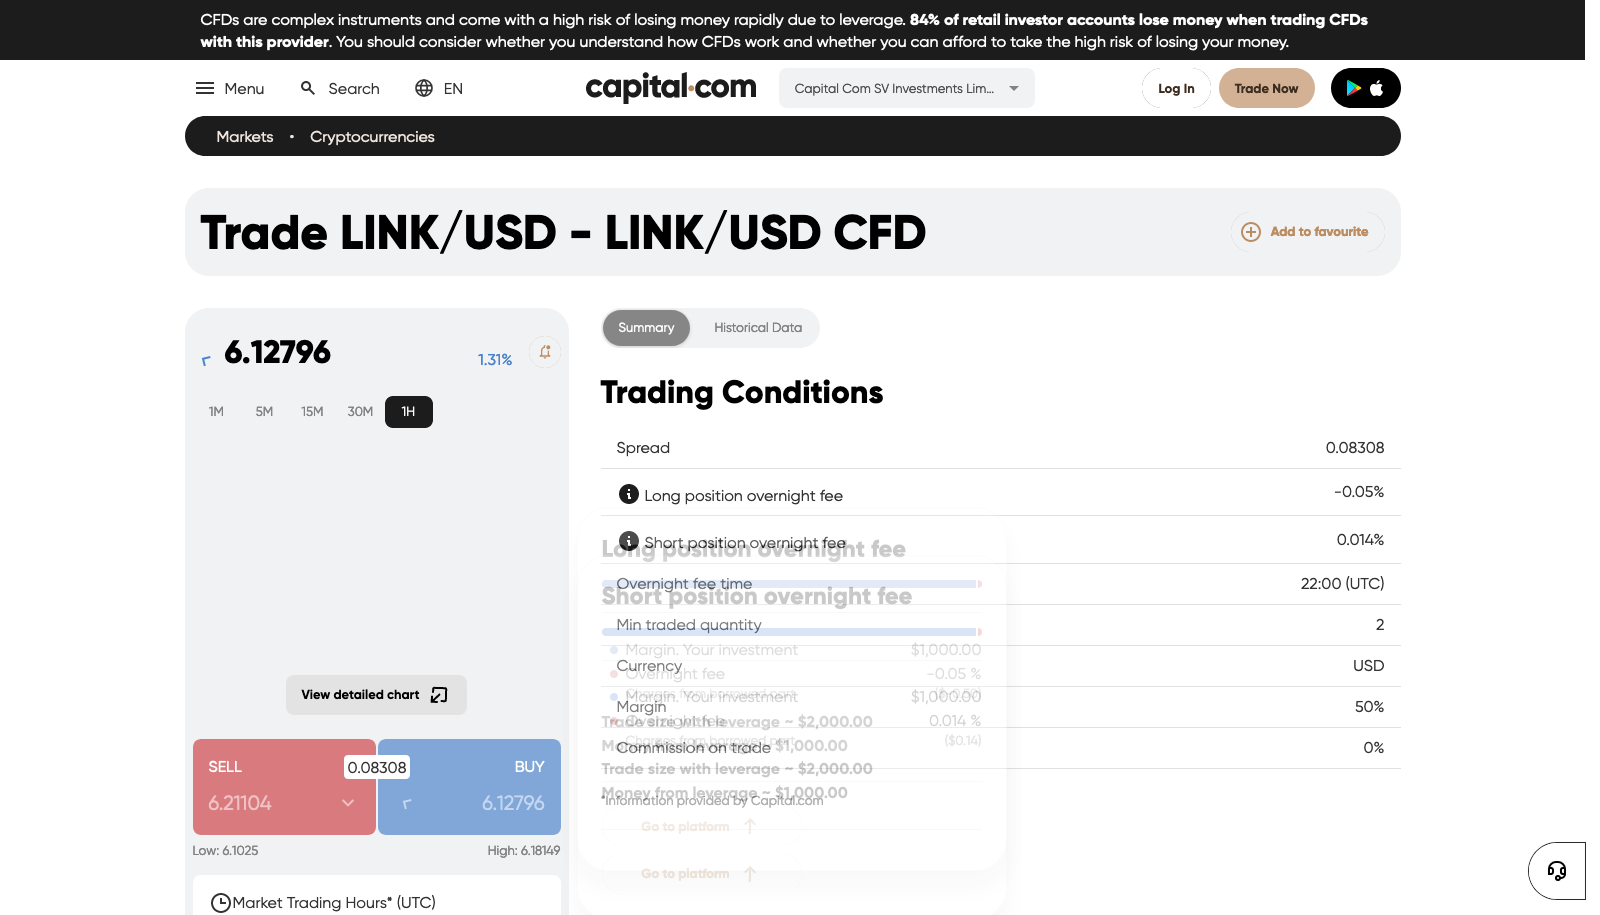 CFDs are complex instruments and come with a high risk of losing money rapidly due to leverage. 84% of retail investor accounts lose money when trading CFDs
with this provider. You should consider whether you understand how CFDs work and whether you can afford to take the high risk of losing your money.
Menu Search EN capital.com Capital Com SV Investments Lim... Log In Trade Now
Markets • Cryptocurrencies
Trade LINK/USD - LINK/USD CFD
Add to favourite
6.12796 1.31%
1M 5M 15M 30M 1H
View detailed chart
SELL 0.08308 BUY
6.21104 6.12796
Low: 6.1025 High: 6.18149
Market Trading Hours* (UTC)
Summary Historical Data
Trading Conditions
Spread 0.08308
Long position overnight fee -0.05%
Short position overnight fee 0.014%
Long position overnight fee
Overnight fee time 22:00 (UTC)
Short position overnight fee
Min traded quantity 2
Margin. Your investment $1,000.00
Currency USD
Overnight fee -0.05 %
Margin. Your investment $1,000.00
Margin 50%
Overnight fee 0.014 %
Trade size with leverage ~ $2,000.00
Charges from borrowed part ($0.14)
Money from leverage ~ $1,000.00
Commission on trade 0%
Trade size with leverage ~ $2,000.00
Money from leverage ~ $1,000.00
*Information provided by Capital.com
Go to platform
Go to platform